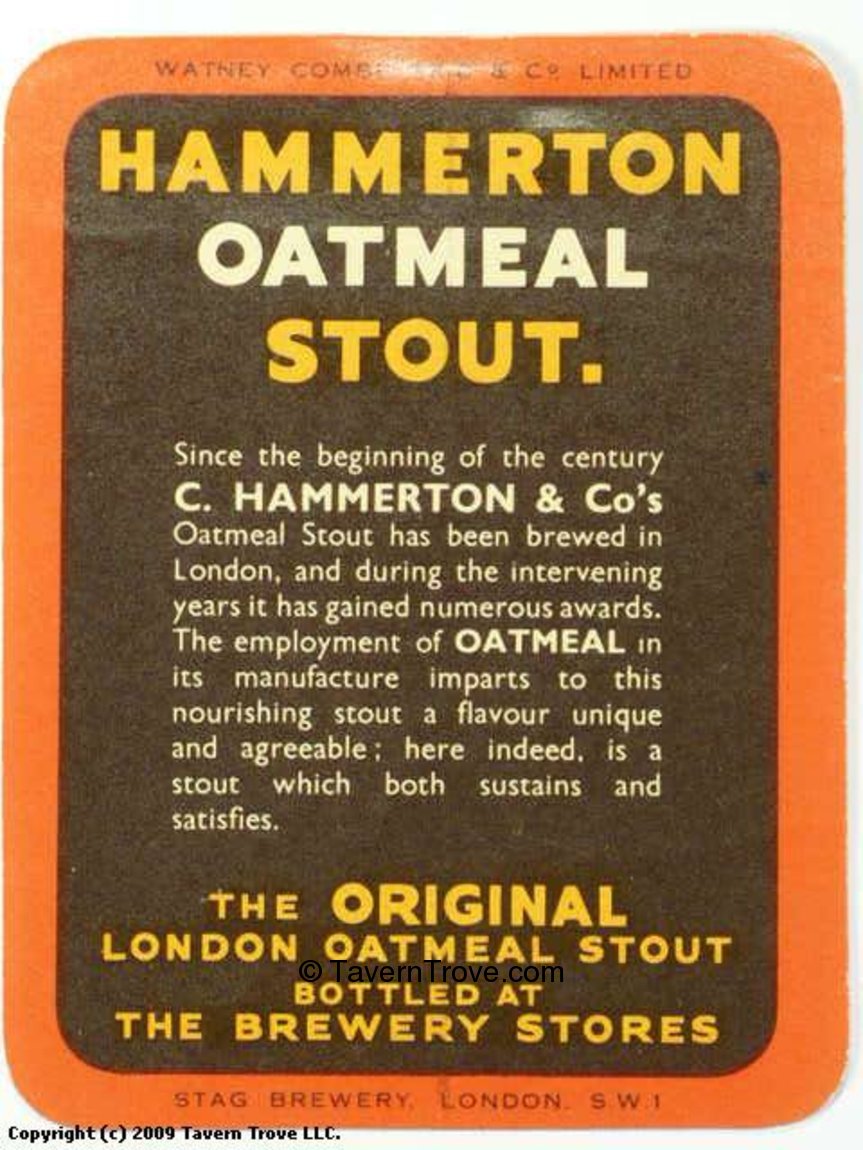 WATNEY COMBE & Co LIMITED
HAMMERTON
OATMEAL
STOUT.
Since the beginning of the century
C. HAMMERTON & Co's
Oatmeal Stout has been brewed in
London, and during the intervening
years it has gained numerous awards.
The employment of OATMEAL in
its manufacture imparts to this
nourishing stout a flavour unique
and agreeable; here indeed, is a
stout which both sustains and
satisfies.
THE ORIGINAL
LONDON OATMEAL STOUT
© TavernTrove.com
BOTTLED AT
THE BREWERY STORES
STAG BREWERY, LONDON. S.W.1
Copyright (c) 2009 Tavern Trove LLC.